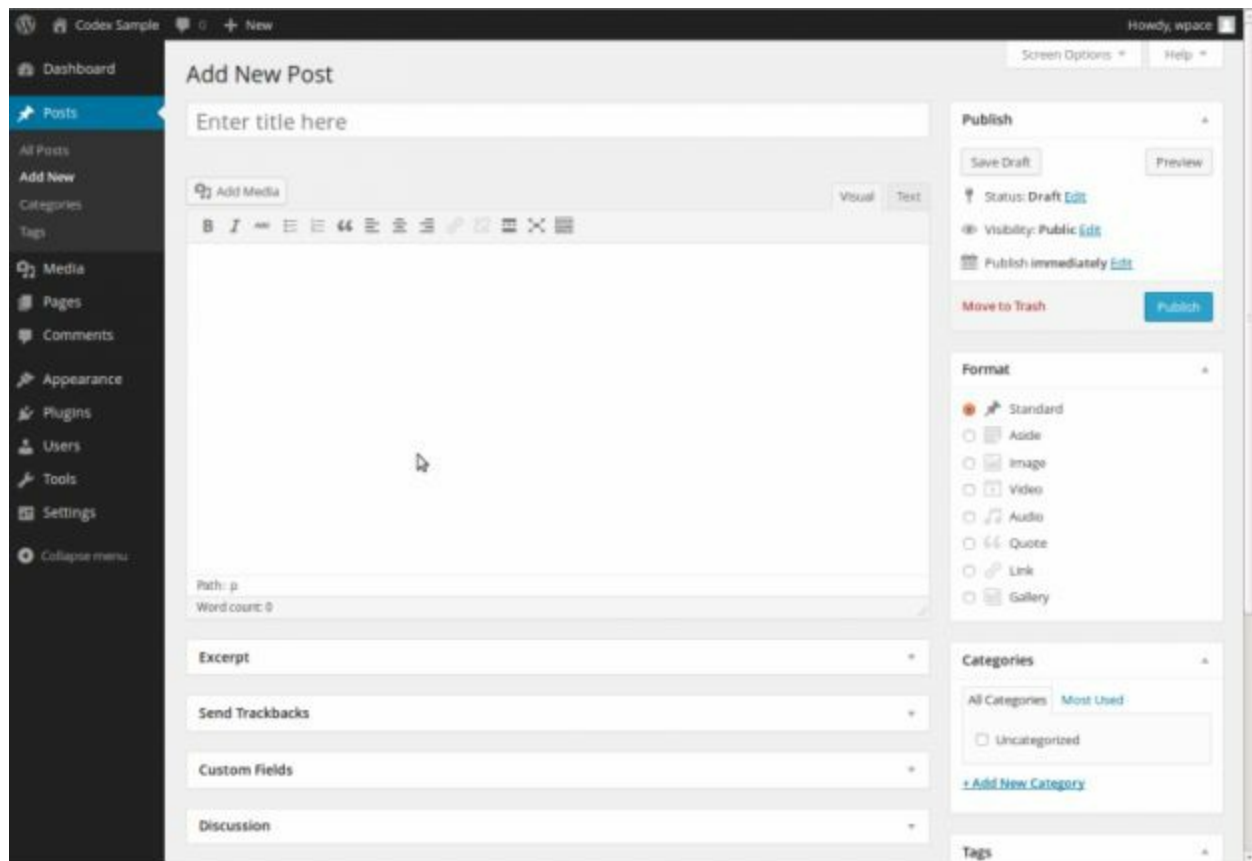 Codex Sample 0 + New
Howdy, wpace
Dashboard
Posts
All Posts
Add New
Categories
Tags
Media
Pages
Comments
Appearance
Plugins
Users
Tools
Settings
Collapse menu
Screen Options
Help
Add New Post
Enter title here
Add Media
Visual Text
B I ABC
Path: p
Word count: 0
Excerpt
Send Trackbacks
Custom Fields
Discussion
Publish
Save Draft Preview
Status: Draft Edit
Visibility: Public Edit
Publish immediately Edit
Move to Trash Publish
Format
Standard
Aside
Image
Video
Audio
Quote
Link
Gallery
Categories
All Categories Most Used
Uncategorized
+ Add New Category
Tags